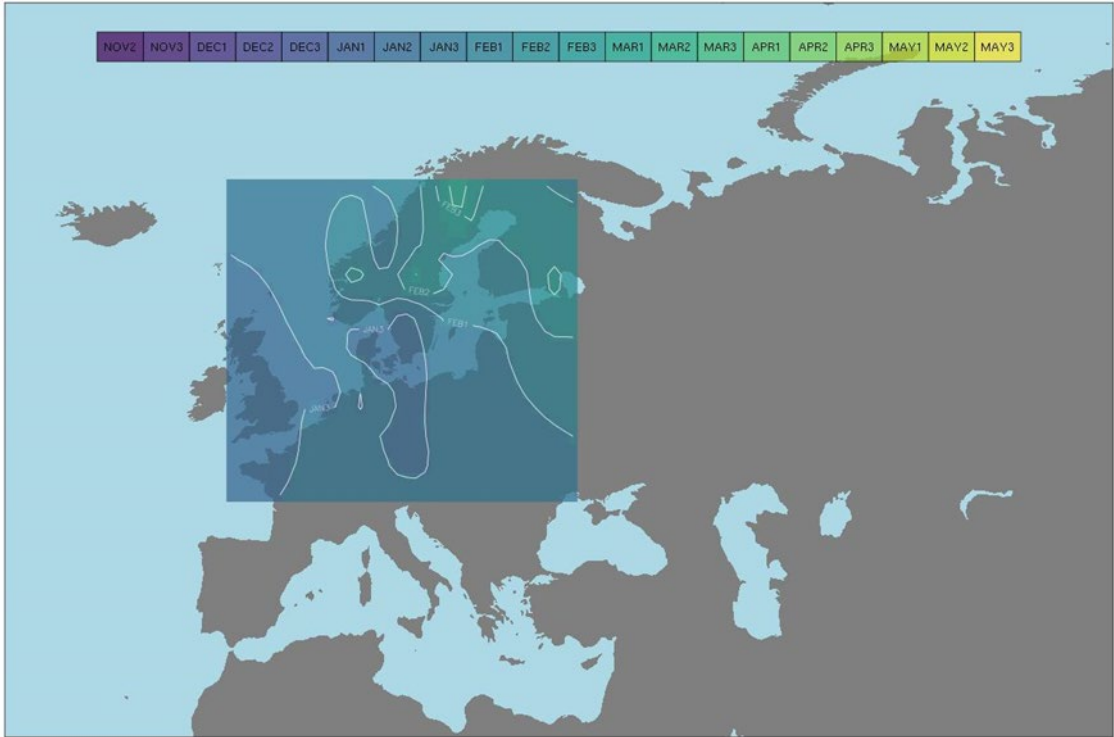 NOV2 NOV3 DEC1 DEC2 DEC3 JAN1 JAN2 JAN3 FEB1 FEB2 FEB3 MAR1 MAR2 MAR3 APR1 APR2 APR3 MAY1 MAY2 MAY3
FEB3
FEB2
FEB1
JAN3
JAN3